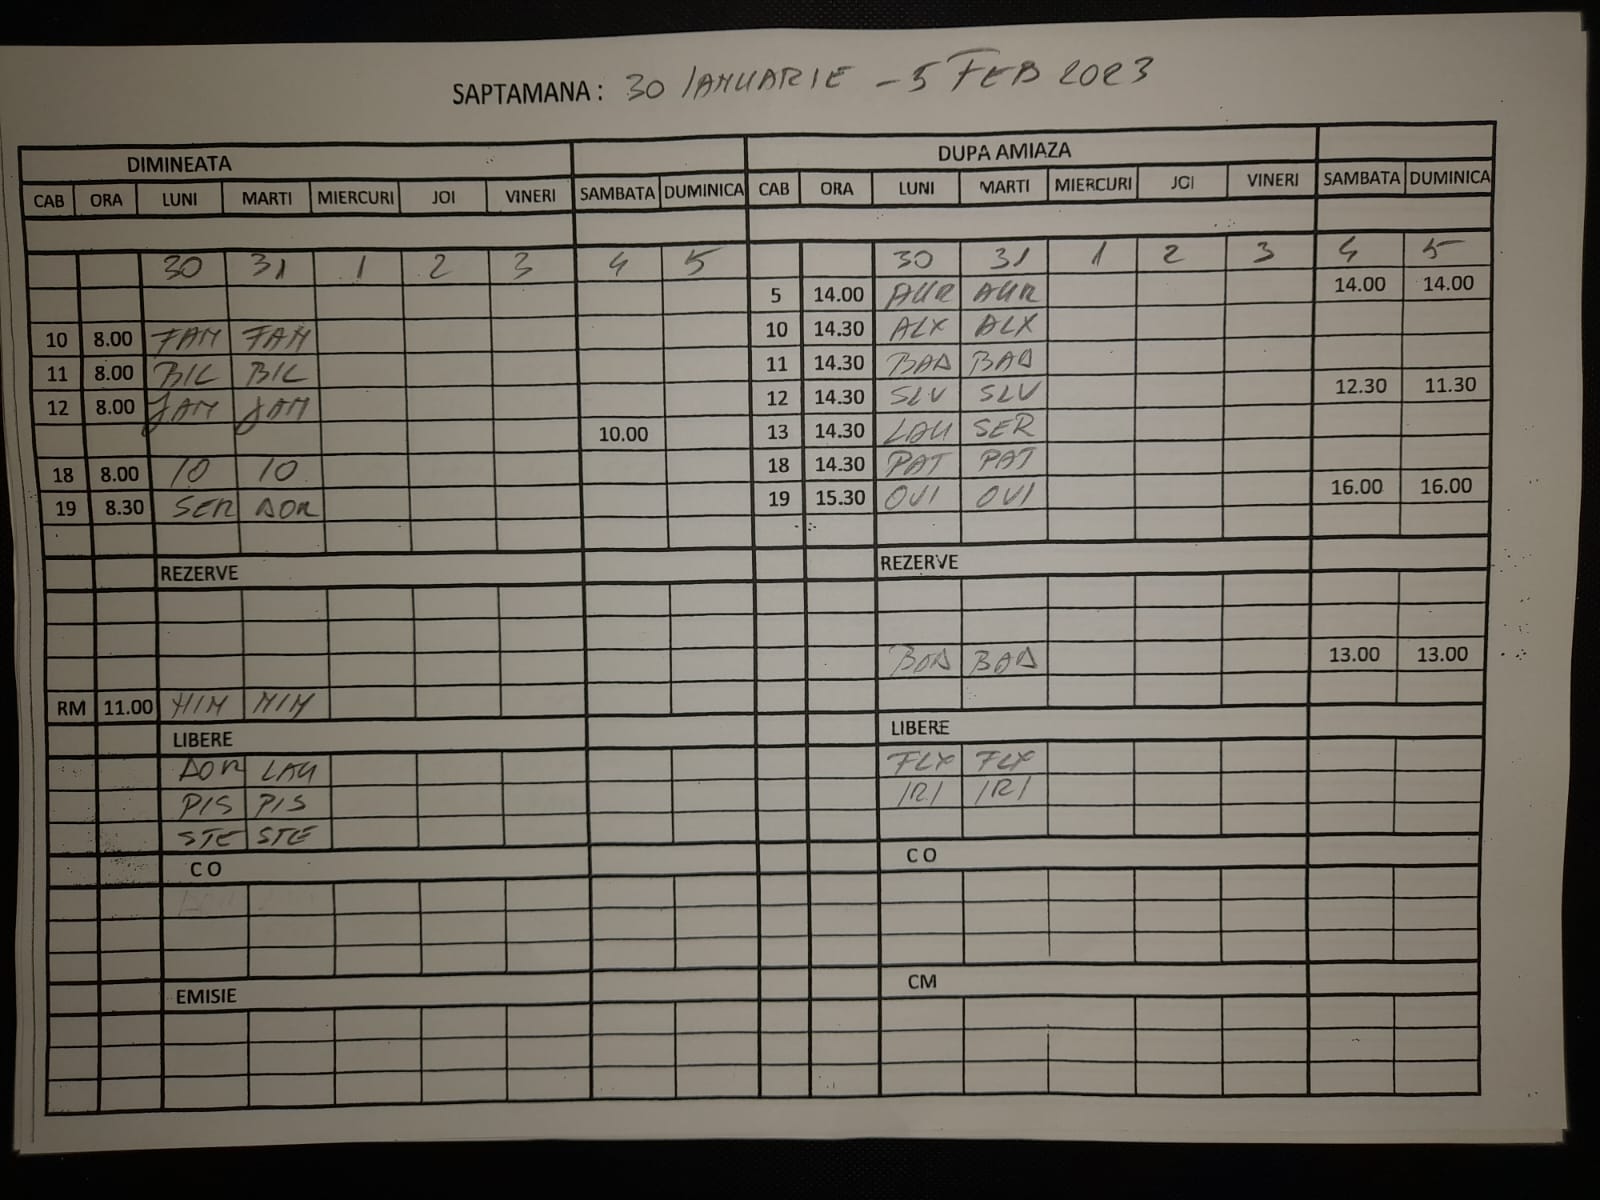 SAPTAMANA : 30 IANUARIE - 5 FEB 2023
DIMINEATA DUPA AMIAZA
CAB ORA LUNI MARTI MIERCURI JOI VINERI SAMBATA DUMINICA CAB ORA LUNI MARTI MIERCURI JOI VINERI SAMBATA DUMINICA
30 31 1 2 3 4 5 30 31 1 2 3 4 5
5 14.00 AUR AUR 14.00 14.00
10 8.00 FAM FAM 10 14.30 ALX ALX
11 8.00 BIL BIL 11 14.30 BAD BAD
12 8.00 JAM JAM 12 14.30 SLV SLV 12.30 11.30
10.00 13 14.30 LAU SER
18 8.00 IO IO 18 14.30 PAT PAT
19 8.30 SER DOR 19 15.30 OVI OVI 16.00 16.00
REZERVE REZERVE
13.00 13.00
RM 11.00 MIM MIM
LIBERE LIBERE
DOR LAU FLX FLX
PIS PIS IRI IRI
STE STE
CO CO
EMISIE CM